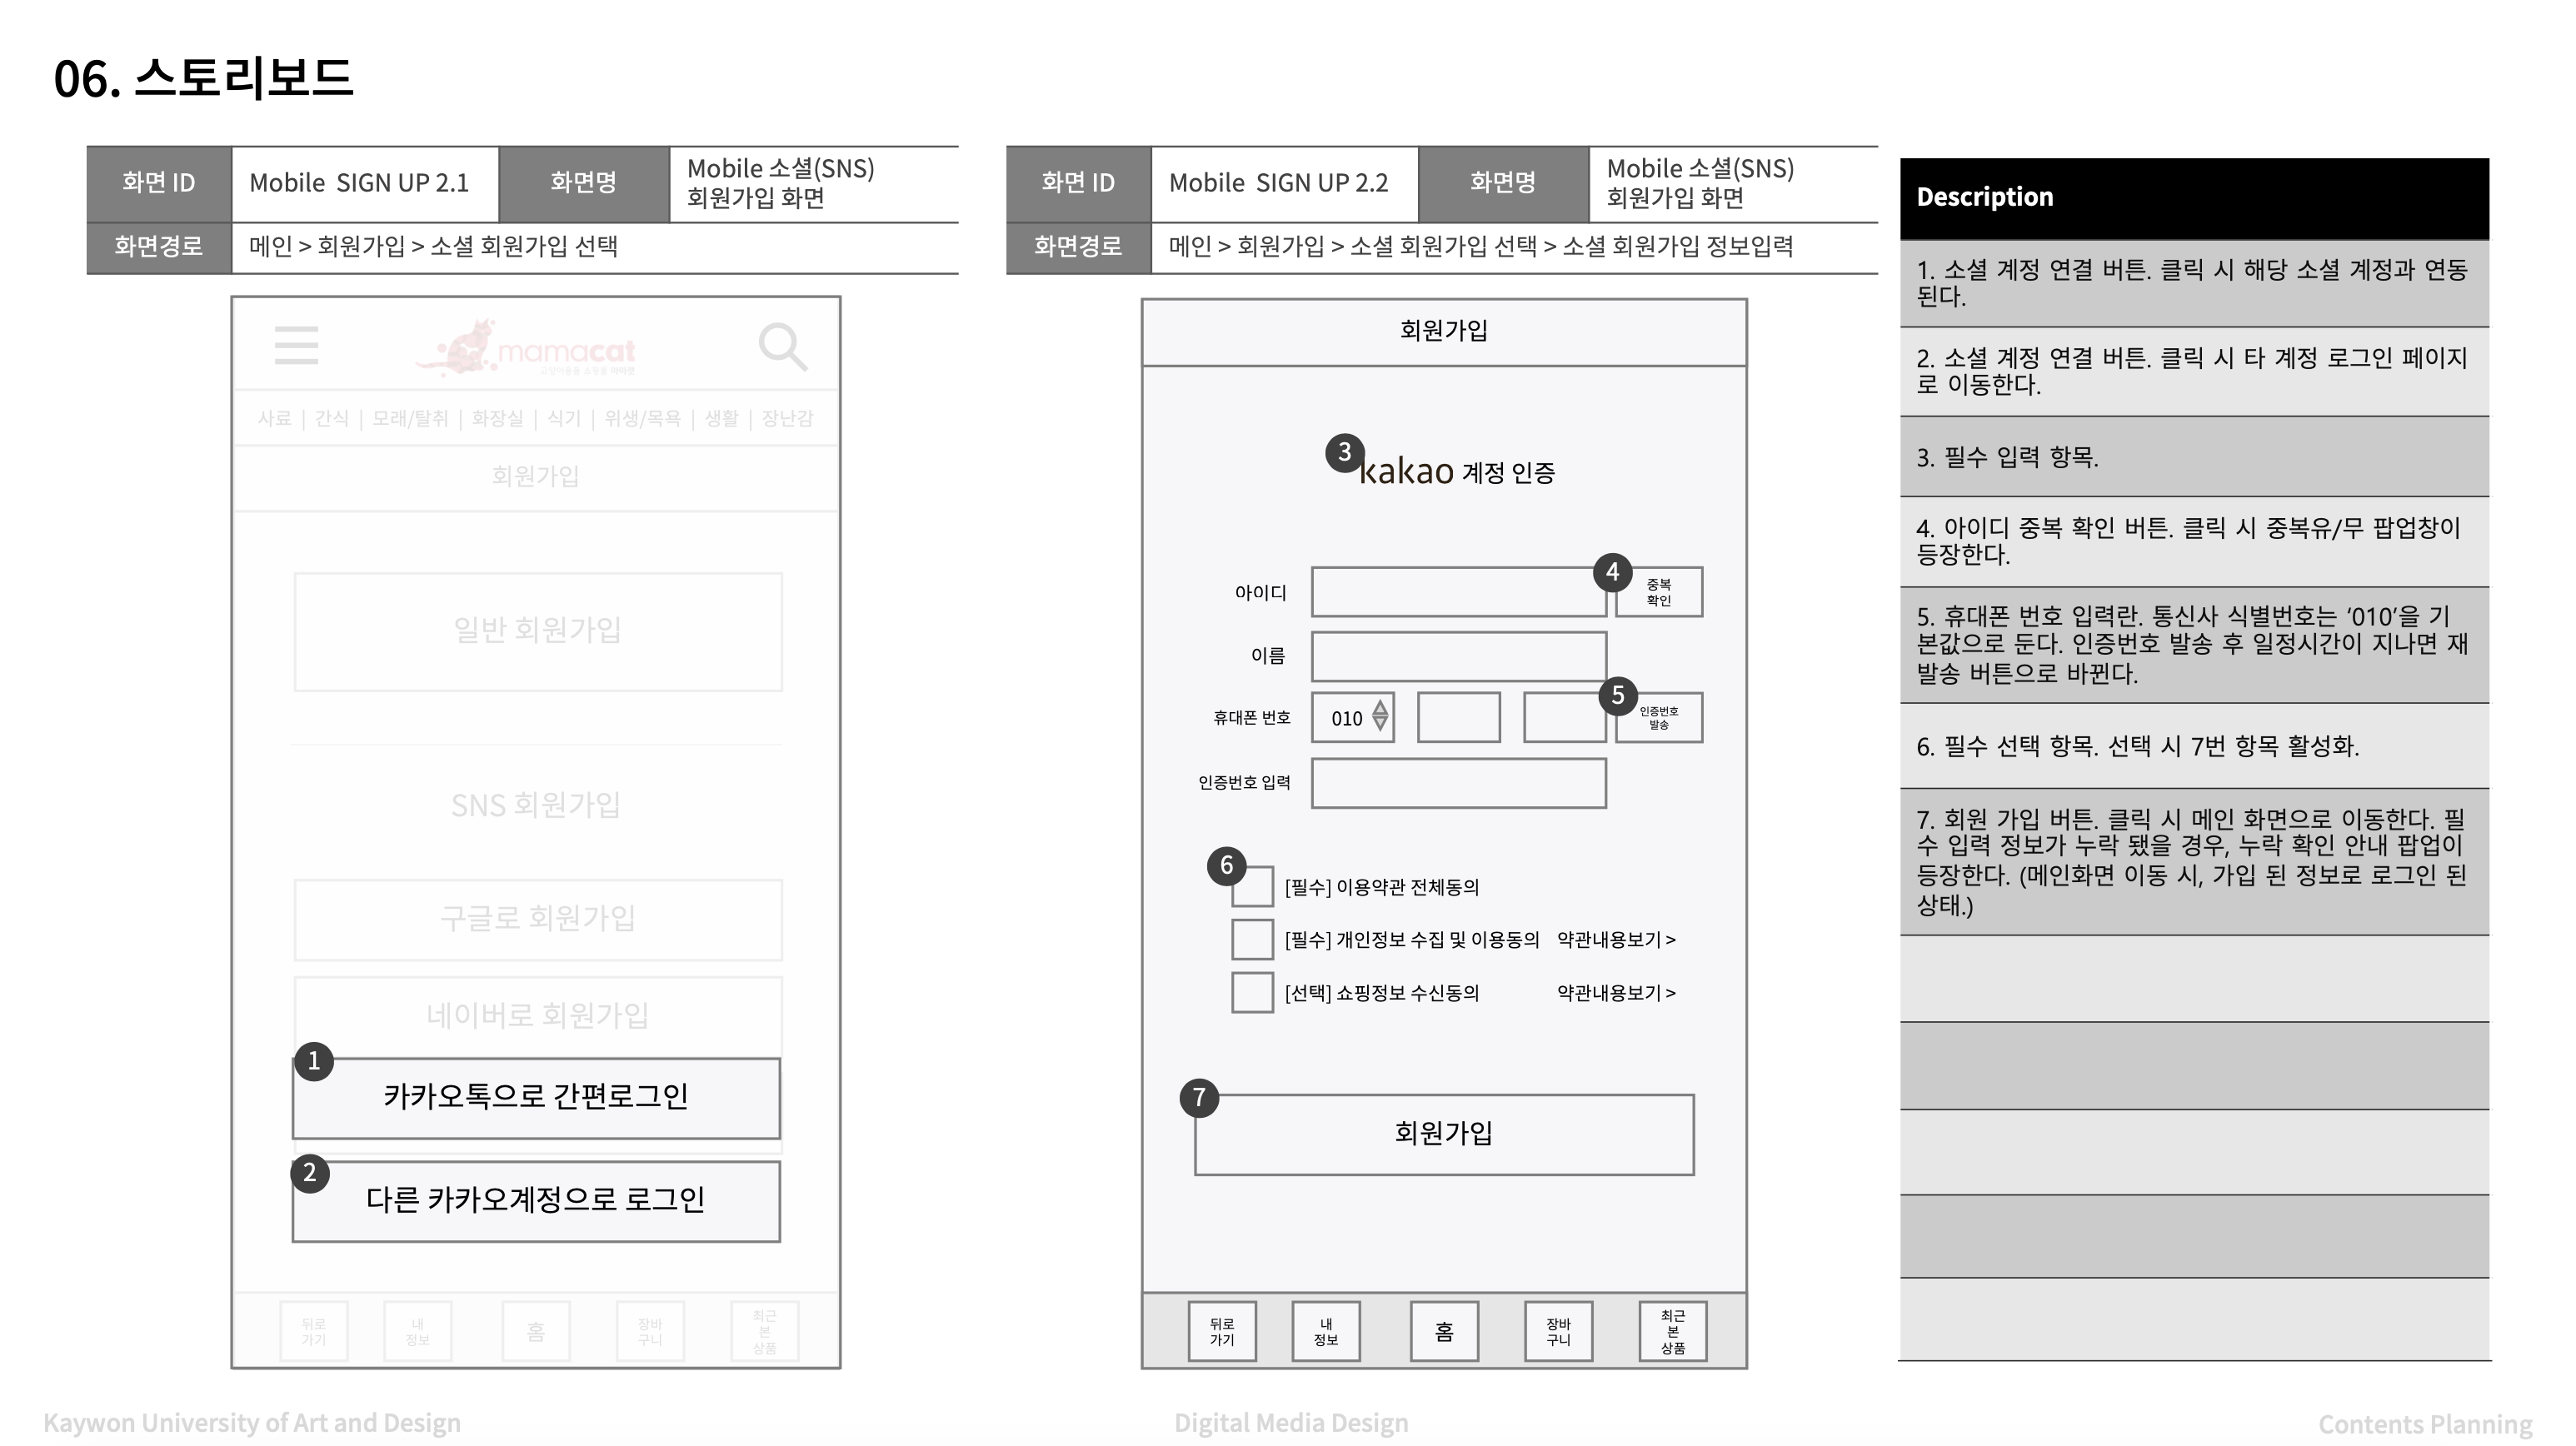 06. 스토리보드
화면 ID
Mobile SIGN UP 2.1
화면명
Mobile 소셜(SNS)
회원가입 화면
화면경로
메인 > 회원가입 > 소셜 회원가입 선택
mamacat
고양이용품 쇼핑몰 마마캣
사료 | 간식 | 모래/탈취 | 화장실 | 식기 | 위생/목욕 | 생활 | 장난감
회원가입
일반 회원가입
SNS 회원가입
구글로 회원가입
네이버로 회원가입
1
카카오톡으로 간편로그인
2
다른 카카오계정으로 로그인
뒤로
가기
내
정보
홈
장바
구니
최근
본
상품
화면 ID
Mobile SIGN UP 2.2
화면명
Mobile 소셜(SNS)
회원가입 화면
화면경로
메인 > 회원가입 > 소셜 회원가입 선택 > 소셜 회원가입 정보입력
회원가입
3
kakao 계정 인증
아이디
4
중복
확인
이름
휴대폰 번호
010
5
인증번호
발송
인증번호 입력
6
[필수] 이용약관 전체동의
[필수] 개인정보 수집 및 이용동의 약관내용보기 >
[선택] 쇼핑정보 수신동의 약관내용보기 >
7
회원가입
뒤로
가기
내
정보
홈
장바
구니
최근
본
상품
Description
1. 소셜 계정 연결 버튼. 클릭 시 해당 소셜 계정과 연동
된다.
2. 소셜 계정 연결 버튼. 클릭 시 타 계정 로그인 페이지
로 이동한다.
3. 필수 입력 항목.
4. 아이디 중복 확인 버튼. 클릭 시 중복유/무 팝업창이
등장한다.
5. 휴대폰 번호 입력란. 통신사 식별번호는 ‘010’을 기
본값으로 둔다. 인증번호 발송 후 일정시간이 지나면 재
발송 버튼으로 바뀐다.
6. 필수 선택 항목. 선택 시 7번 항목 활성화.
7. 회원 가입 버튼. 클릭 시 메인 화면으로 이동한다. 필
수 입력 정보가 누락 됐을 경우, 누락 확인 안내 팝업이
등장한다. (메인화면 이동 시, 가입 된 정보로 로그인 된
상태.)
Kaywon University of Art and Design
Digital Media Design
Contents Planning